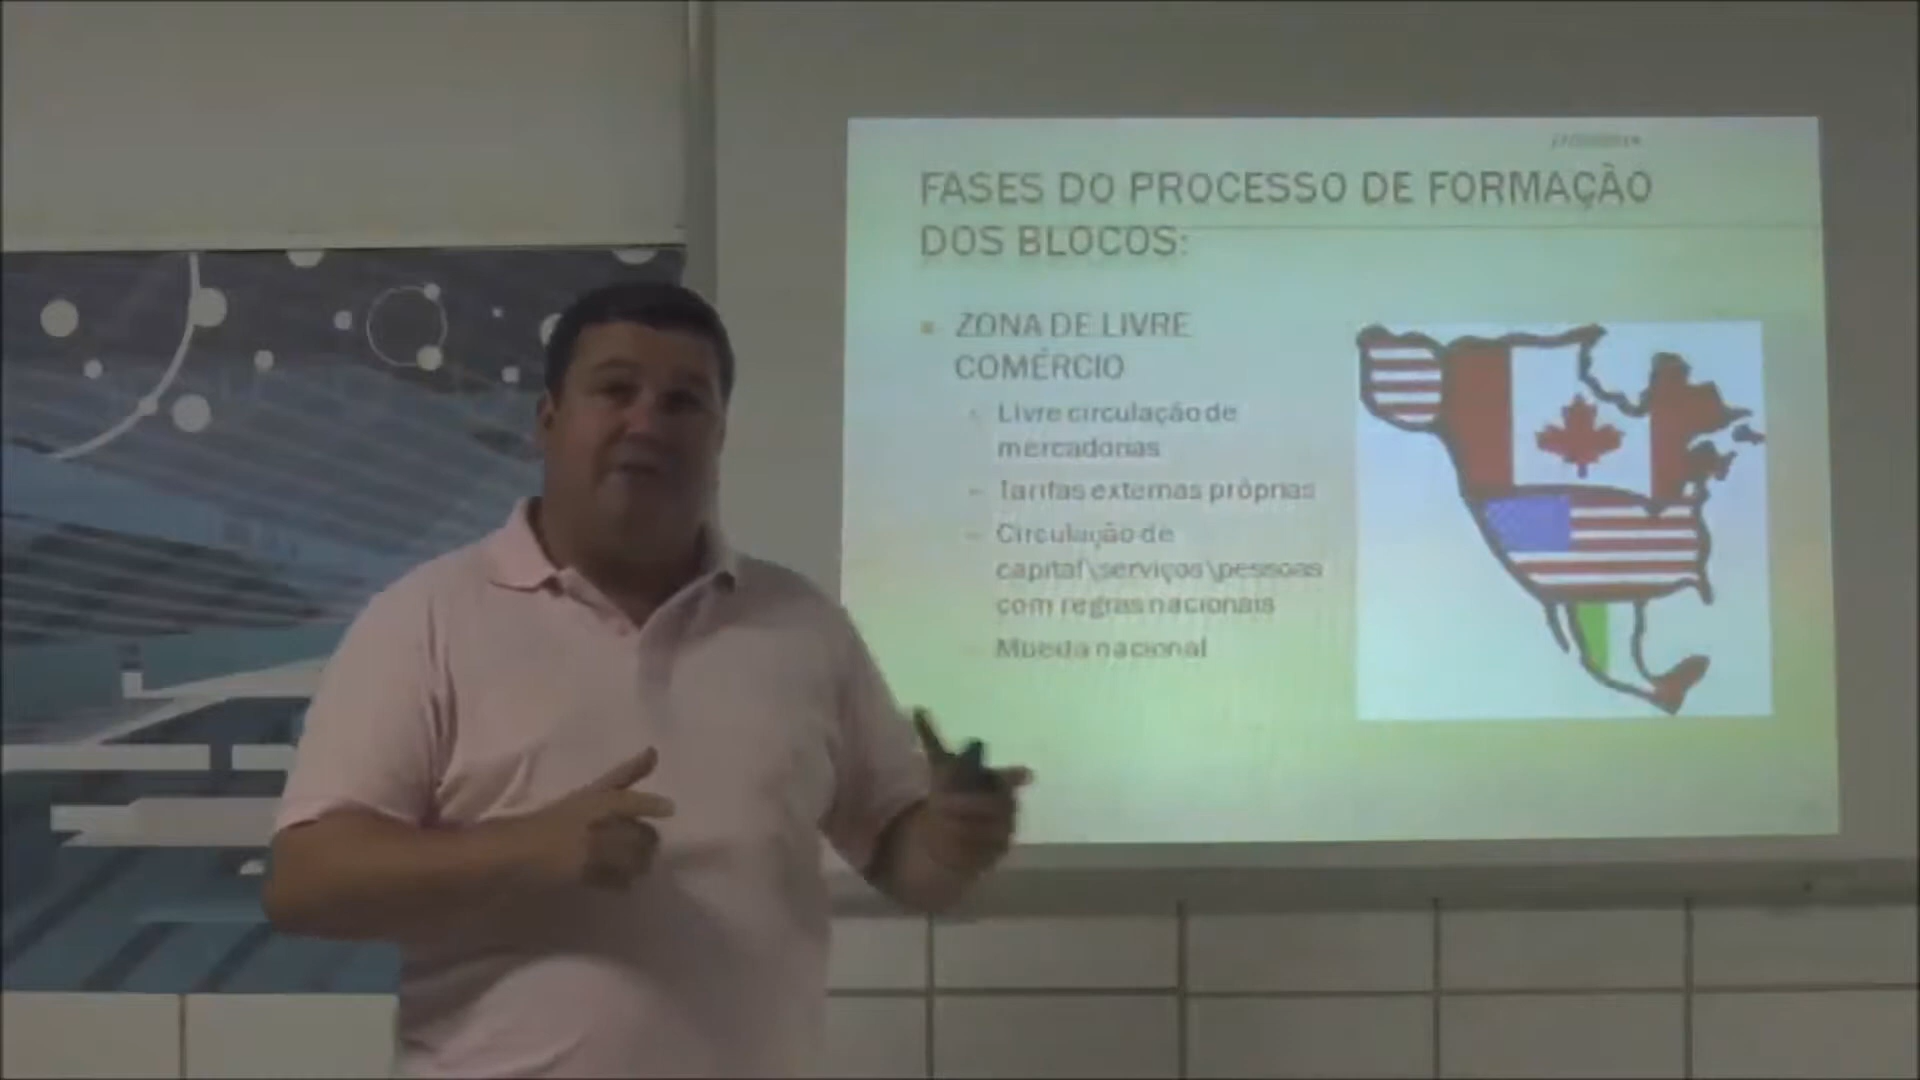 FASES DO PROCESSO DE FORMAÇÃO
DOS BLOCOS:
ZONA DE LIVRE
COMÉRCIO
Livre circulação de
mercadorias
Tarifas externas próprias
Circulação de
capital\serviços\pessoas
com regras nacionais
Moeda nacional